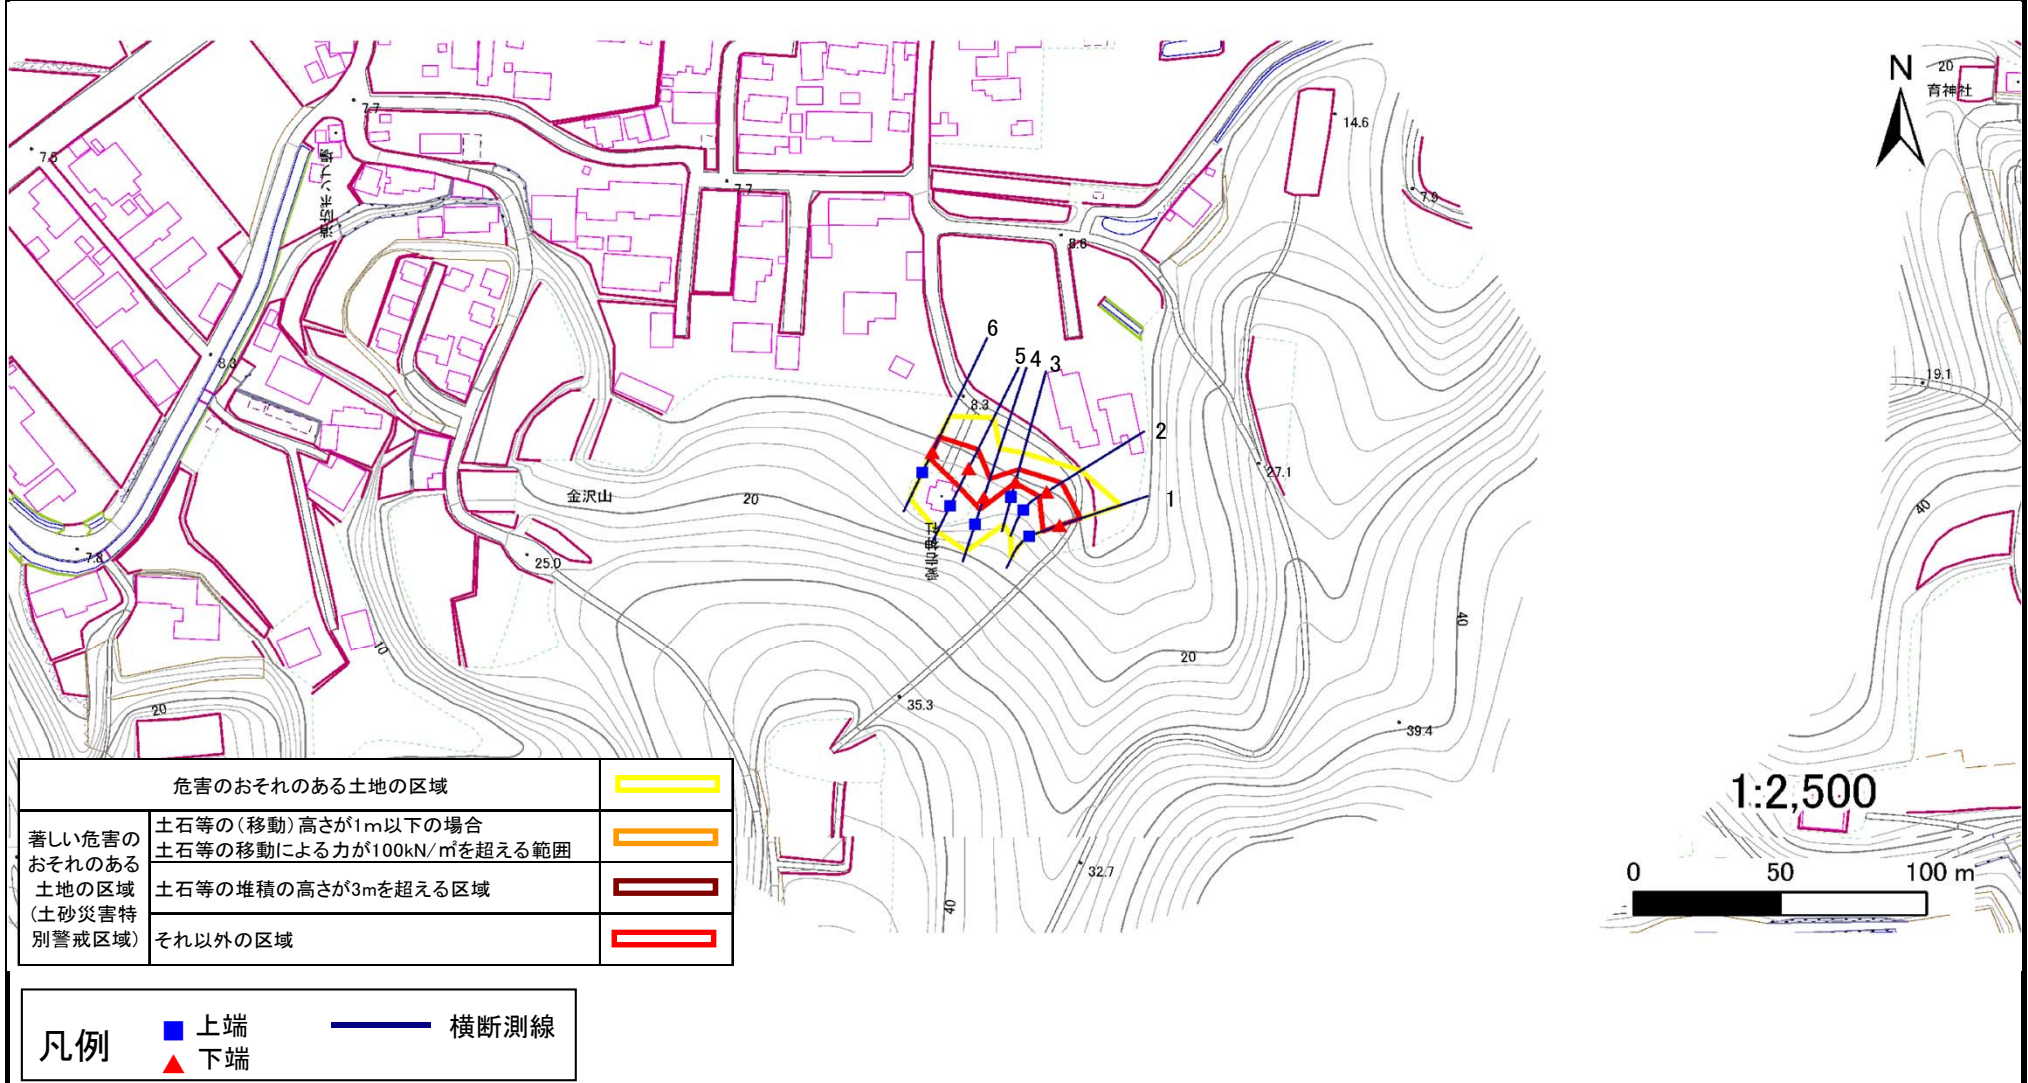 N
20
育神社
14.6
7.7
7.5
7.9
7.7
8.6
8.3
19.1
6
5
4
3
8.3
2
27.1
1
金沢山
20
40
7.8
25.0
10
40
20
35.3
20
39.4
32.7
40
危害のおそれのある土地の区域
著しい危害の
おそれのある
土地の区域
(土砂災害特
別警戒区域)
土石等の(移動)高さが1m以下の場合
土石等の移動による力が100kN/㎡を超える範囲
土石等の堆積の高さが3mを超える区域
それ以外の区域
1:2,500
0 50 100 m
凡例
上端
下端
横断測線